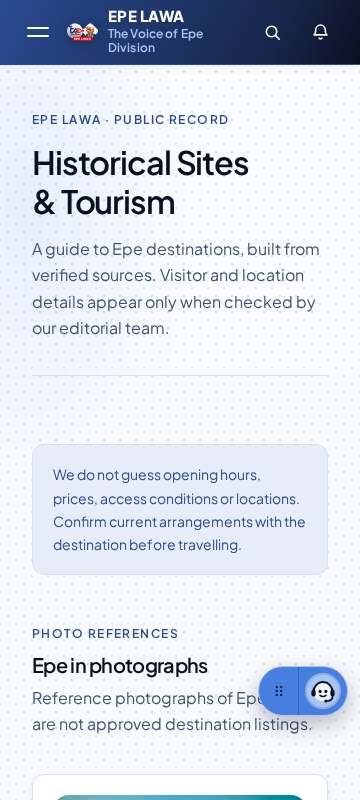 EPE LAWA
The Voice of Epe
Division
EPE LAWA · PUBLIC RECORD
Historical Sites
& Tourism
A guide to Epe destinations, built from
verified sources. Visitor and location
details appear only when checked by
our editorial team.
We do not guess opening hours,
prices, access conditions or locations.
Confirm current arrangements with the
destination before travelling.
PHOTO REFERENCES
Epe in photographs
Reference photographs of Epe
are not approved destination listings.